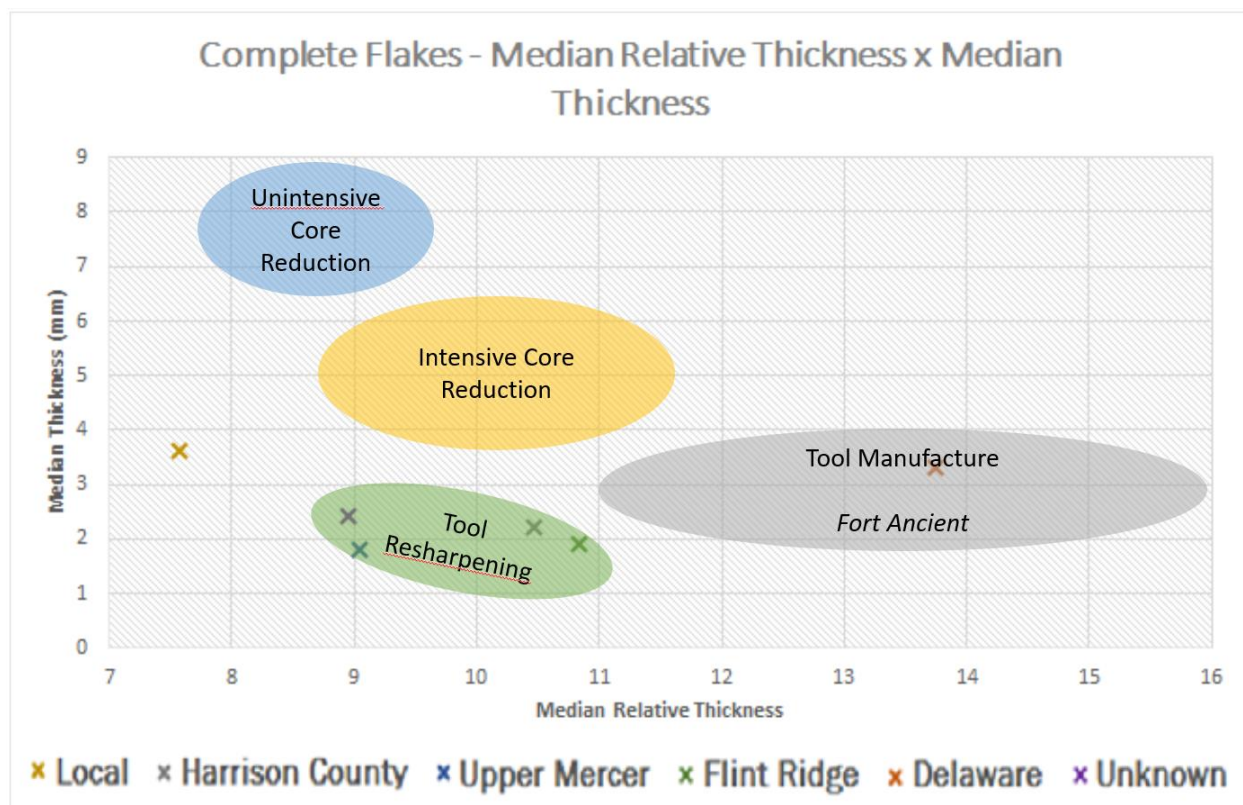 Complete Flakes - Median Relative Thickness x Median
Thickness
9
8
7
6
5
4
3
2
1
0
Median Thickness (mm)
Unintensive
Core
Reduction
Intensive Core
Reduction
Tool Manufacture
Fort Ancient
Tool
Resharpening
7 8 9 10 11 12 13 14 15 16
Median Relative Thickness
Local Harrison County Upper Mercer Flint Ridge Delaware Unknown